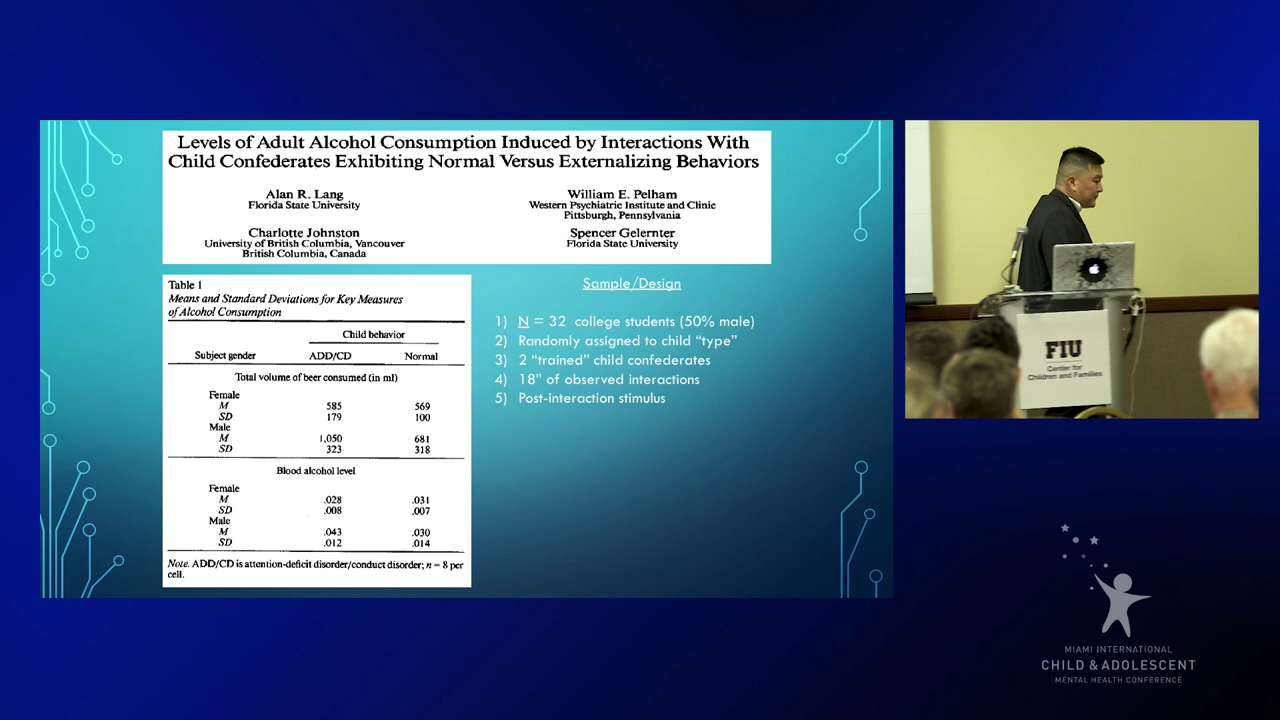 Levels of Adult Alcohol Consumption Induced by Interactions With
Child Confederates Exhibiting Normal Versus Externalizing Behaviors
Alan R. Lang
Florida State University
William E. Pelham
Western Psychiatric Institute and Clinic
Pittsburgh, Pennsylvania
Charlotte Johnston
University of British Columbia, Vancouver
British Columbia, Canada
Spencer Gelernter
Florida State University
Table 1
Means and Standard Deviations for Key Measures
of Alcohol Consumption
Child behavior
Subject gender ADD/CD Normal
Total volume of beer consumed (in ml)
Female
M 585 569
SD 179 100
Male
M 1,050 681
SD 323 318
Blood alcohol level
Female
M .028 .031
SD .008 .007
Male
M .043 .030
SD .012 .014
Note. ADD/CD is attention-deficit disorder/conduct disorder; n = 8 per
cell.
Sample/Design
1) N = 32 college students (50% male)
2) Randomly assigned to child “type”
3) 2 “trained” child confederates
4) 18” of observed interactions
5) Post-interaction stimulus
FIU
Center for
Children and Families
MIAMI INTERNATIONAL
CHILD & ADOLESCENT
MENTAL HEALTH CONFERENCE